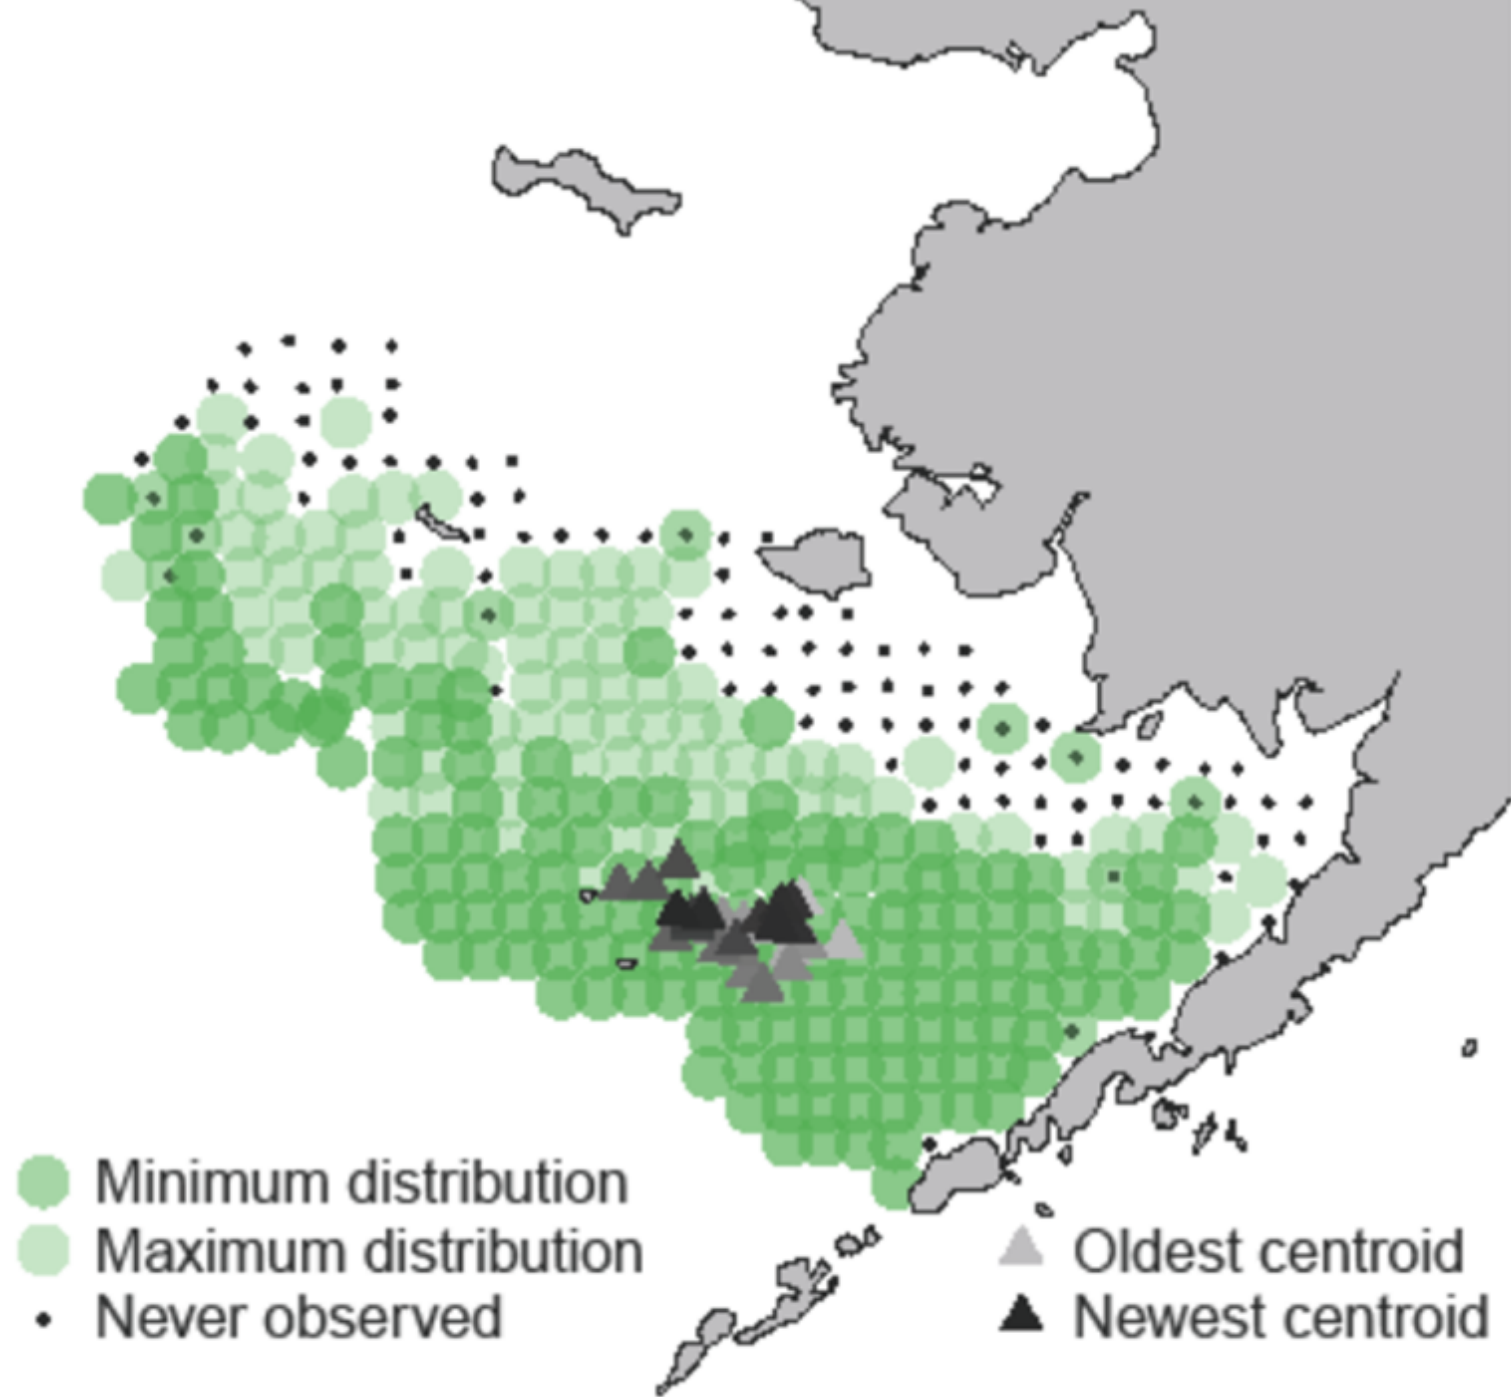 Minimum distribution
Maximum distribution
Never observed
Oldest centroid
Newest centroid